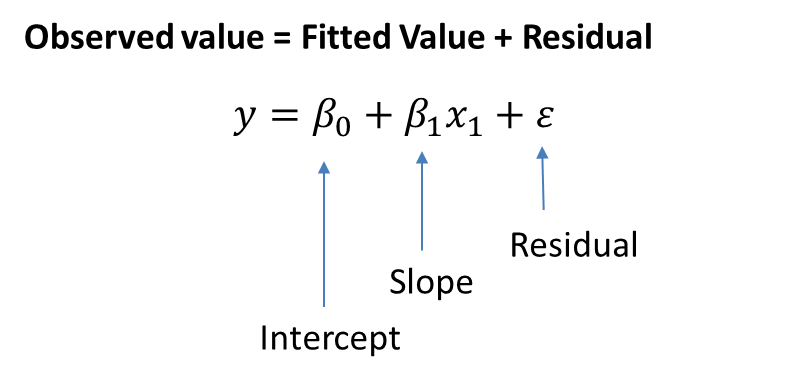 Observed value = Fitted Value + Residual
y = β₀ + β₁x₁ + ε
Residual
Slope
Intercept